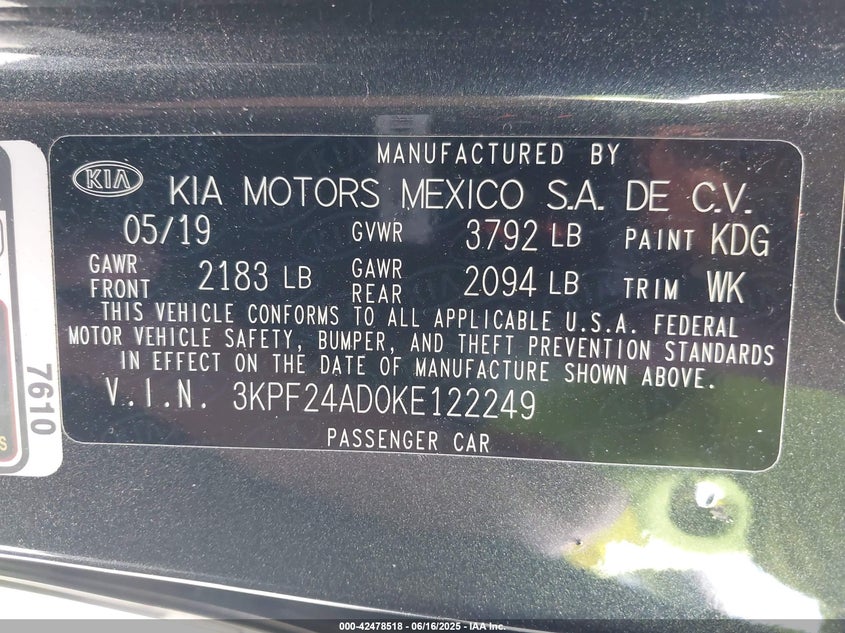 MANUFACTURED BY
KIA KIA MOTORS MEXICO S.A. DE C.V.
05/19 GVWR 3792 LB PAINT KDG
GAWR FRONT 2183 LB GAWR REAR 2094 LB TRIM WK
THIS VEHICLE CONFORMS TO ALL APPLICABLE U.S.A. FEDERAL
MOTOR VEHICLE SAFETY, BUMPER, AND THEFT PREVENTION STANDARDS
IN EFFECT ON THE DATE OF MANUFACTURE SHOWN ABOVE.
V.I.N. 3KPF24AD0KE122249
PASSENGER CAR
7610
000-42478518 - 06/16/2025 - IAA Inc.